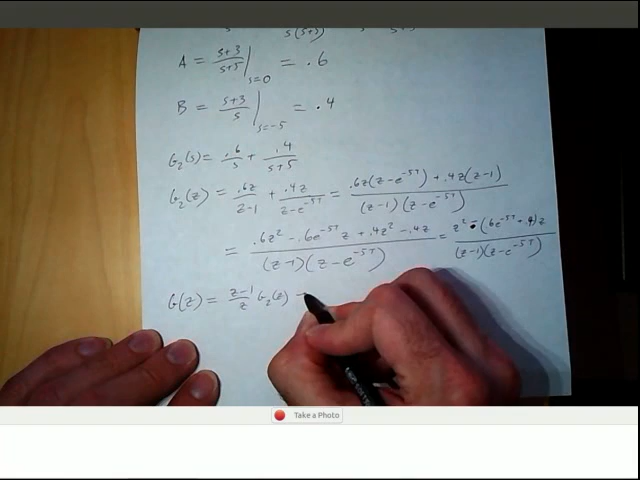 s(s+5)
A = s+3/s+5 |s=0 = .6
B = s+3/s |s=-5 = .4
G₂(s) = .6/s + .4/s+5
G₂(z) = .6z/z-1 + .4z/z-e^-5T = .6z(z-e^-5T) + .4z(z-1)/(z-1)(z-e^-5T)
= .6z² - .6e^-5T z + .4z² - .4z/(z-1)(z-e^-5T) = z² - (.6e^-5T + .4)z/(z-1)(z-e^-5T)
G(z) = z-1/z G₂(z)
Take a Photo